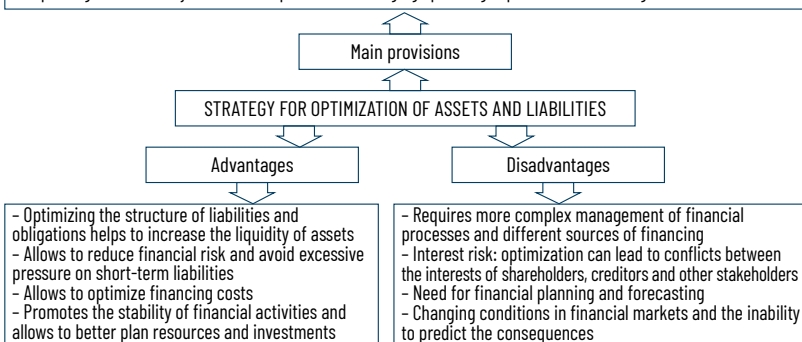 Main provisions
STRATEGY FOR OPTIMIZATION OF ASSETS AND LIABILITIES
Advantages
Disadvantages
– Optimizing the structure of liabilities and
obligations helps to increase the liquidity of assets
– Allows to reduce financial risk and avoid excessive
pressure on short-term liabilities
– Allows to optimize financing costs
– Promotes the stability of financial activities and
allows to better plan resources and investments
– Requires more complex management of financial
processes and different sources of financing
– Interest risk: optimization can lead to conflicts between
the interests of shareholders, creditors and other stakeholders
– Need for financial planning and forecasting
– Changing conditions in financial markets and the inability
to predict the consequences